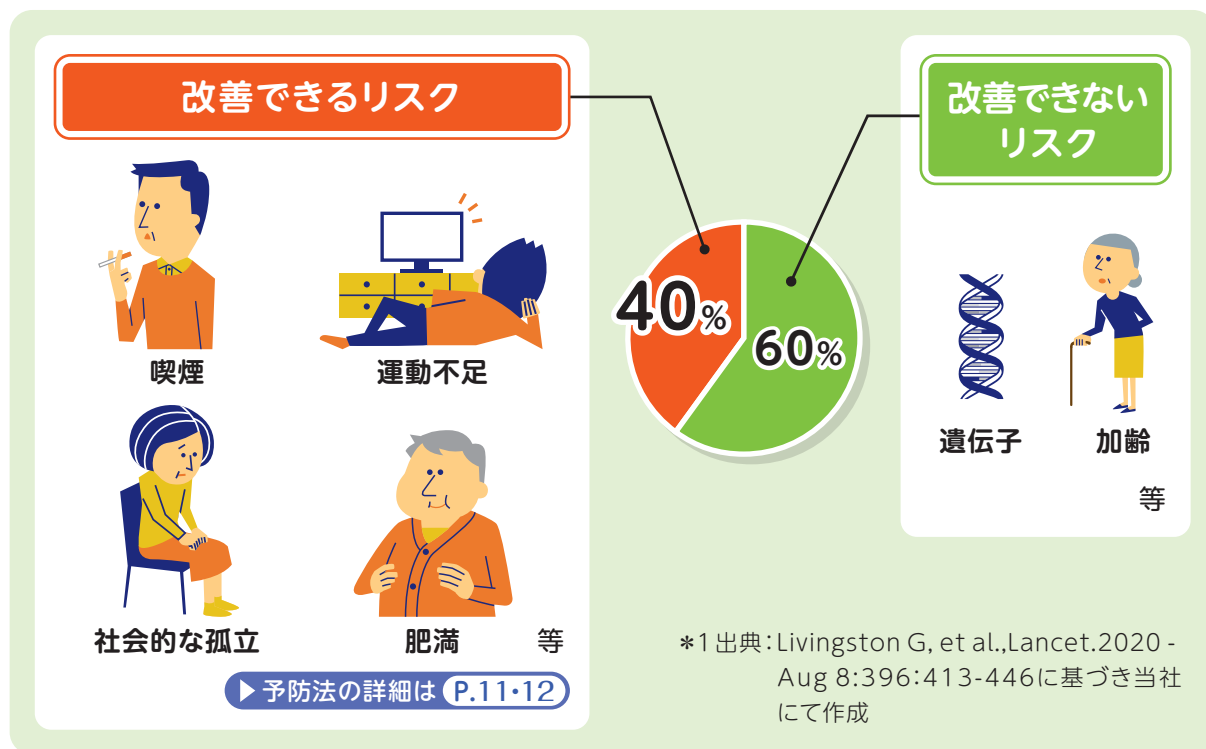 改善できるリスク
喫煙
運動不足
社会的な孤立
肥満
等
▶予防法の詳細は P.11・12
40%
60%
改善できない
リスク
遺伝子
加齢
等
*1 出典：Livingston G, et al.,Lancet.2020 -
Aug 8:396：413-446に基づき当社
にて作成